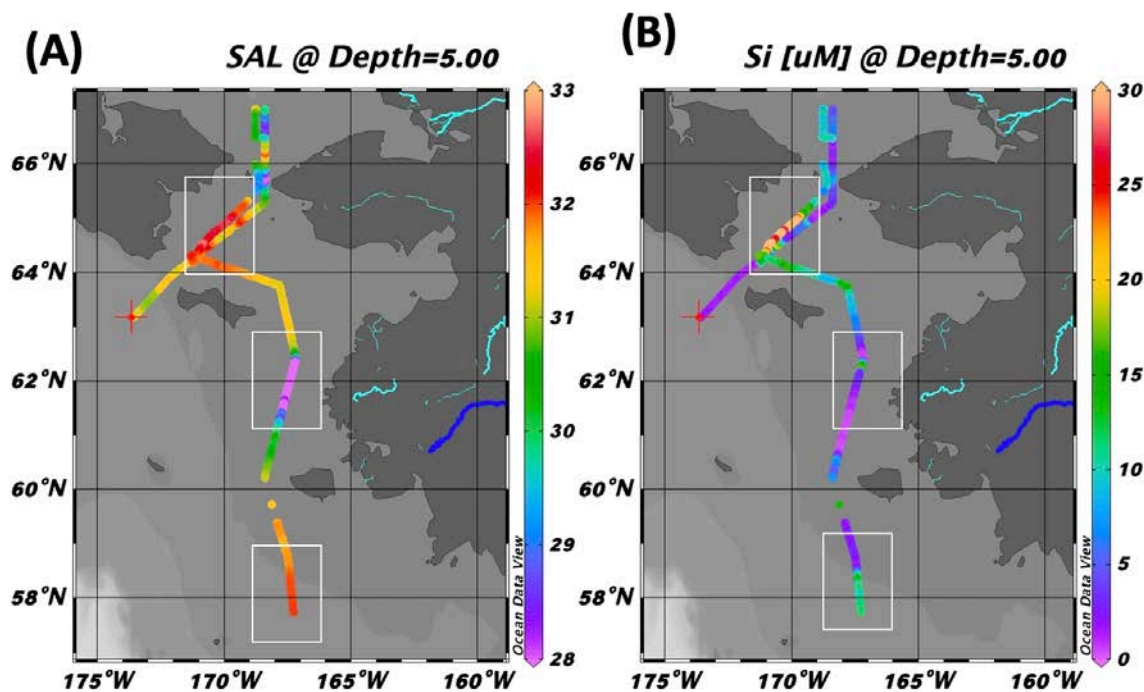 (A) SAL @ Depth=5.00
33
32
31
30
29
28
66°N
64°N
62°N
60°N
58°N
175°W 170°W 165°W 160°W
Ocean Data View
(B) Si [uM] @ Depth=5.00
30
25
20
15
10
5
0
66°N
64°N
62°N
60°N
58°N
175°W 170°W 165°W 160°W
Ocean Data View